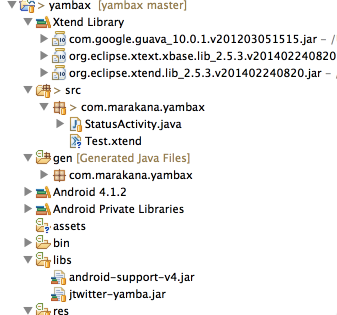 > yambax [yambax master]
Xtend Library
com.google.guava_10.0.1.v201203051515.jar – /
org.eclipse.xtext.xbase.lib_2.5.3.v201402240820
org.eclipse.xtend.lib_2.5.3.v201402240820.jar –
> src
> com.marakana.yambax
StatusActivity.java
Test.xtend
gen [Generated Java Files]
com.marakana.yambax
Android 4.1.2
Android Private Libraries
assets
bin
libs
android-support-v4.jar
jtwitter-yamba.jar
res